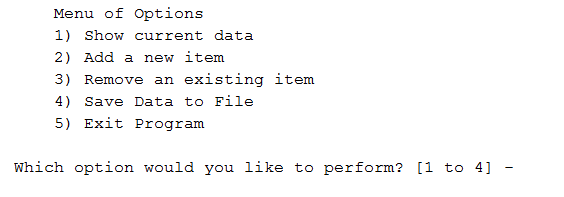 Menu of Options
1) Show current data
2) Add a new item
3) Remove an existing item
4) Save Data to File
5) Exit Program
Which option would you like to perform? [1 to 4] -